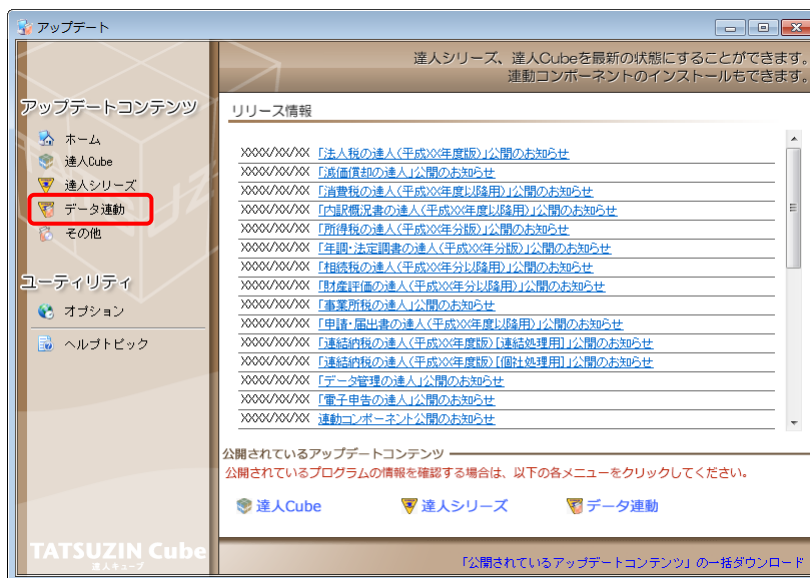 アップデート
達人シリーズ、達人Cubeを最新の状態にすることができます。
連動コンポーネントのインストールもできます。
アップデートコンテンツ
ホーム
達人Cube
達人シリーズ
データ連動
その他
ユーティリティ
オプション
ヘルプトピック
リリース情報
XXXX/XX/XX 「法人税の達人(平成XX年度版)」公開のお知らせ
XXXX/XX/XX 「減価償却の達人」公開のお知らせ
XXXX/XX/XX 「消費税の達人(平成XX年度以降用)」公開のお知らせ
XXXX/XX/XX 「内訳概況書の達人(平成XX年度以降用)」公開のお知らせ
XXXX/XX/XX 「所得税の達人(平成XX年分版)」公開のお知らせ
XXXX/XX/XX 「年調・法定調書の達人(平成XX年分版)」公開のお知らせ
XXXX/XX/XX 「相続税の達人(平成XX年分以降用)」公開のお知らせ
XXXX/XX/XX 「財産評価の達人(平成XX年分以降用)」公開のお知らせ
XXXX/XX/XX 「事業所税の達人」公開のお知らせ
XXXX/XX/XX 「申請・届出書の達人(平成XX年度以降用)」公開のお知らせ
XXXX/XX/XX 「連結納税の達人(平成XX年度版)[連結処理用]」公開のお知らせ
XXXX/XX/XX 「連結納税の達人(平成XX年度版)[個社処理用]」公開のお知らせ
XXXX/XX/XX 「データ管理の達人」公開のお知らせ
XXXX/XX/XX 「電子申告の達人」公開のお知らせ
XXXX/XX/XX 連動コンポーネント公開のお知らせ
公開されているアップデートコンテンツ
公開されているプログラムの情報を確認する場合は、以下の各メニューをクリックしてください。
達人Cube
達人シリーズ
データ連動
TATSUZIN Cube
達人キューブ
「公開されているアップデートコンテンツ」の一括ダウンロード